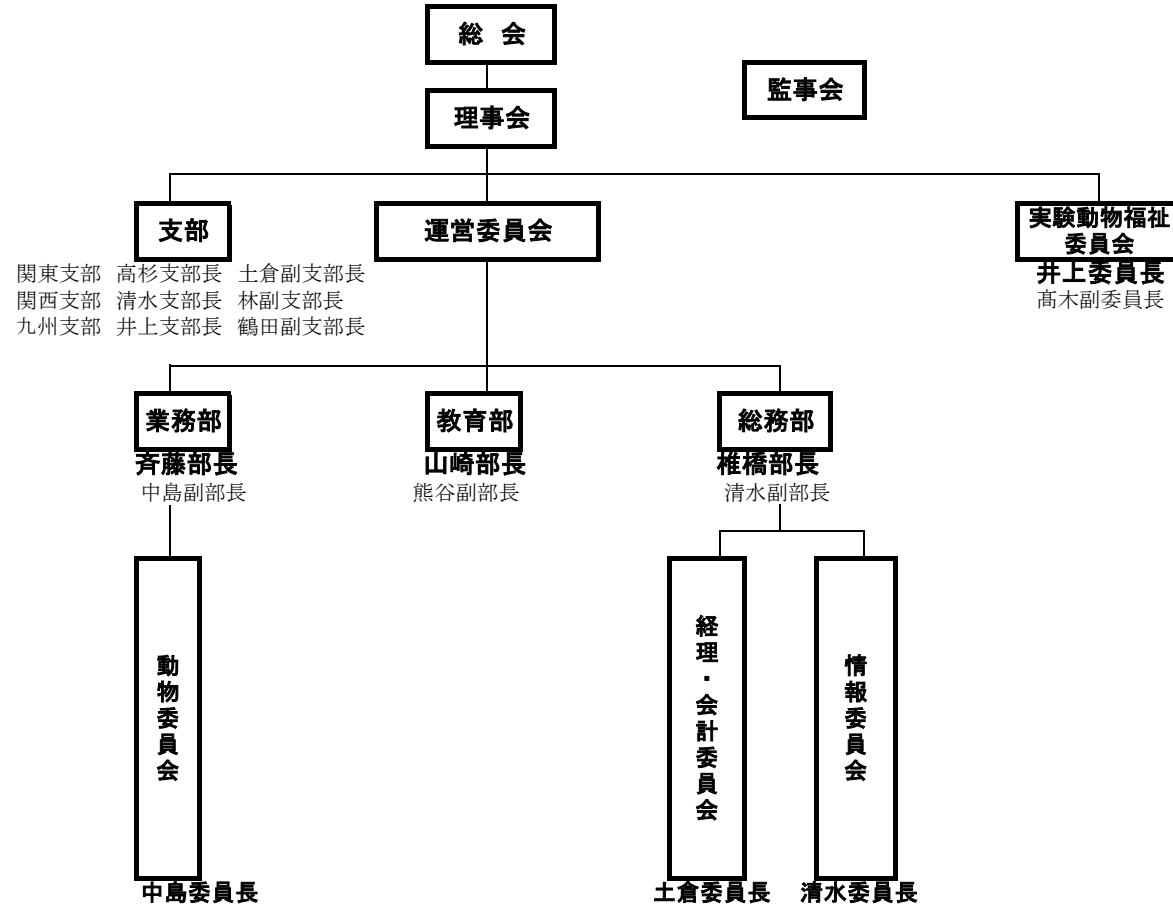 総 会
監事会
理事会
支部
運営委員会
実験動物福祉
委員会
関東支部 高杉支部長 土倉副支部長
関西支部 清水支部長 林副支部長
九州支部 井上支部長 鶴田副支部長
井上委員長
髙木副委員長
業務部
斉藤部長
中島副部長
教育部
山崎部長
熊谷副部長
総務部
椎橋部長
清水副部長
動物委員会
中島委員長
経理・会計委員会
土倉委員長
情報委員会
清水委員長